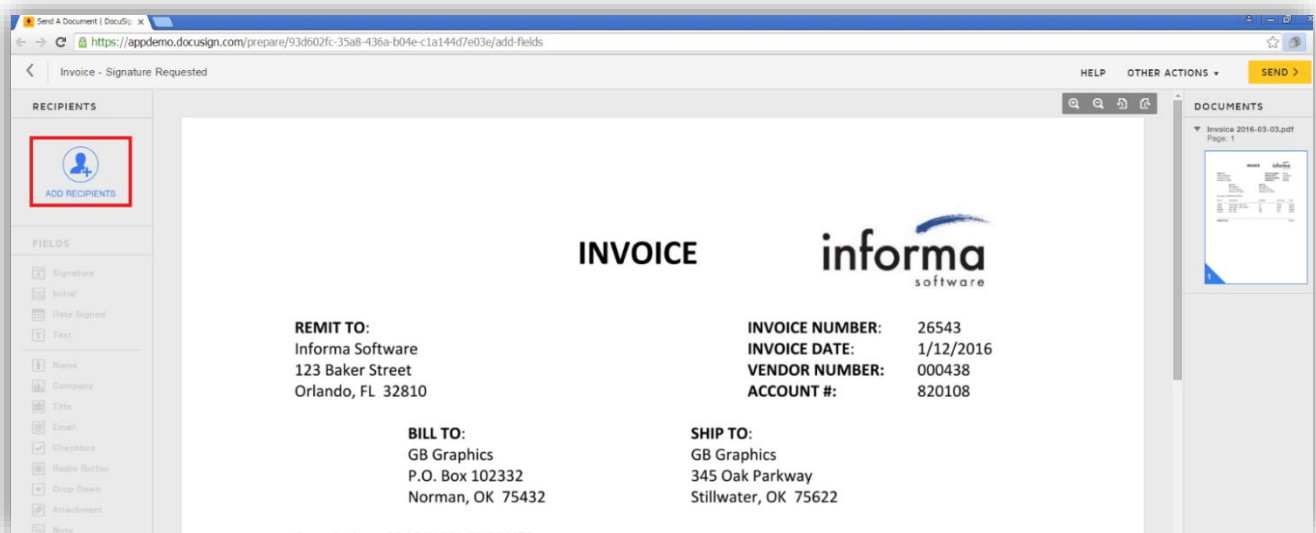 Send A Document | DocuSig
https://appdemo.docusign.com/prepare/93d602fc-35a8-436a-b04e-c1a144d7e03e/add-fields
Invoice - Signature Requested
HELP
OTHER ACTIONS
SEND >
RECIPIENTS
ADD RECIPIENTS
FIELDS
Signature
Initial
Date Signed
Text
Name
Company
Title
Email
Checkbox
Radio Button
Drop Down
Attachment
Note
INVOICE
informa
software
REMIT TO:
Informa Software
123 Baker Street
Orlando, FL 32810
INVOICE NUMBER: 26543
INVOICE DATE: 1/12/2016
VENDOR NUMBER: 000438
ACCOUNT #: 820108
BILL TO:
GB Graphics
P.O. Box 102332
Norman, OK 75432
SHIP TO:
GB Graphics
345 Oak Parkway
Stillwater, OK 75622
DOCUMENTS
Invoice 2016-03-03.pdf
Page: 1
INVOICE
informa
1